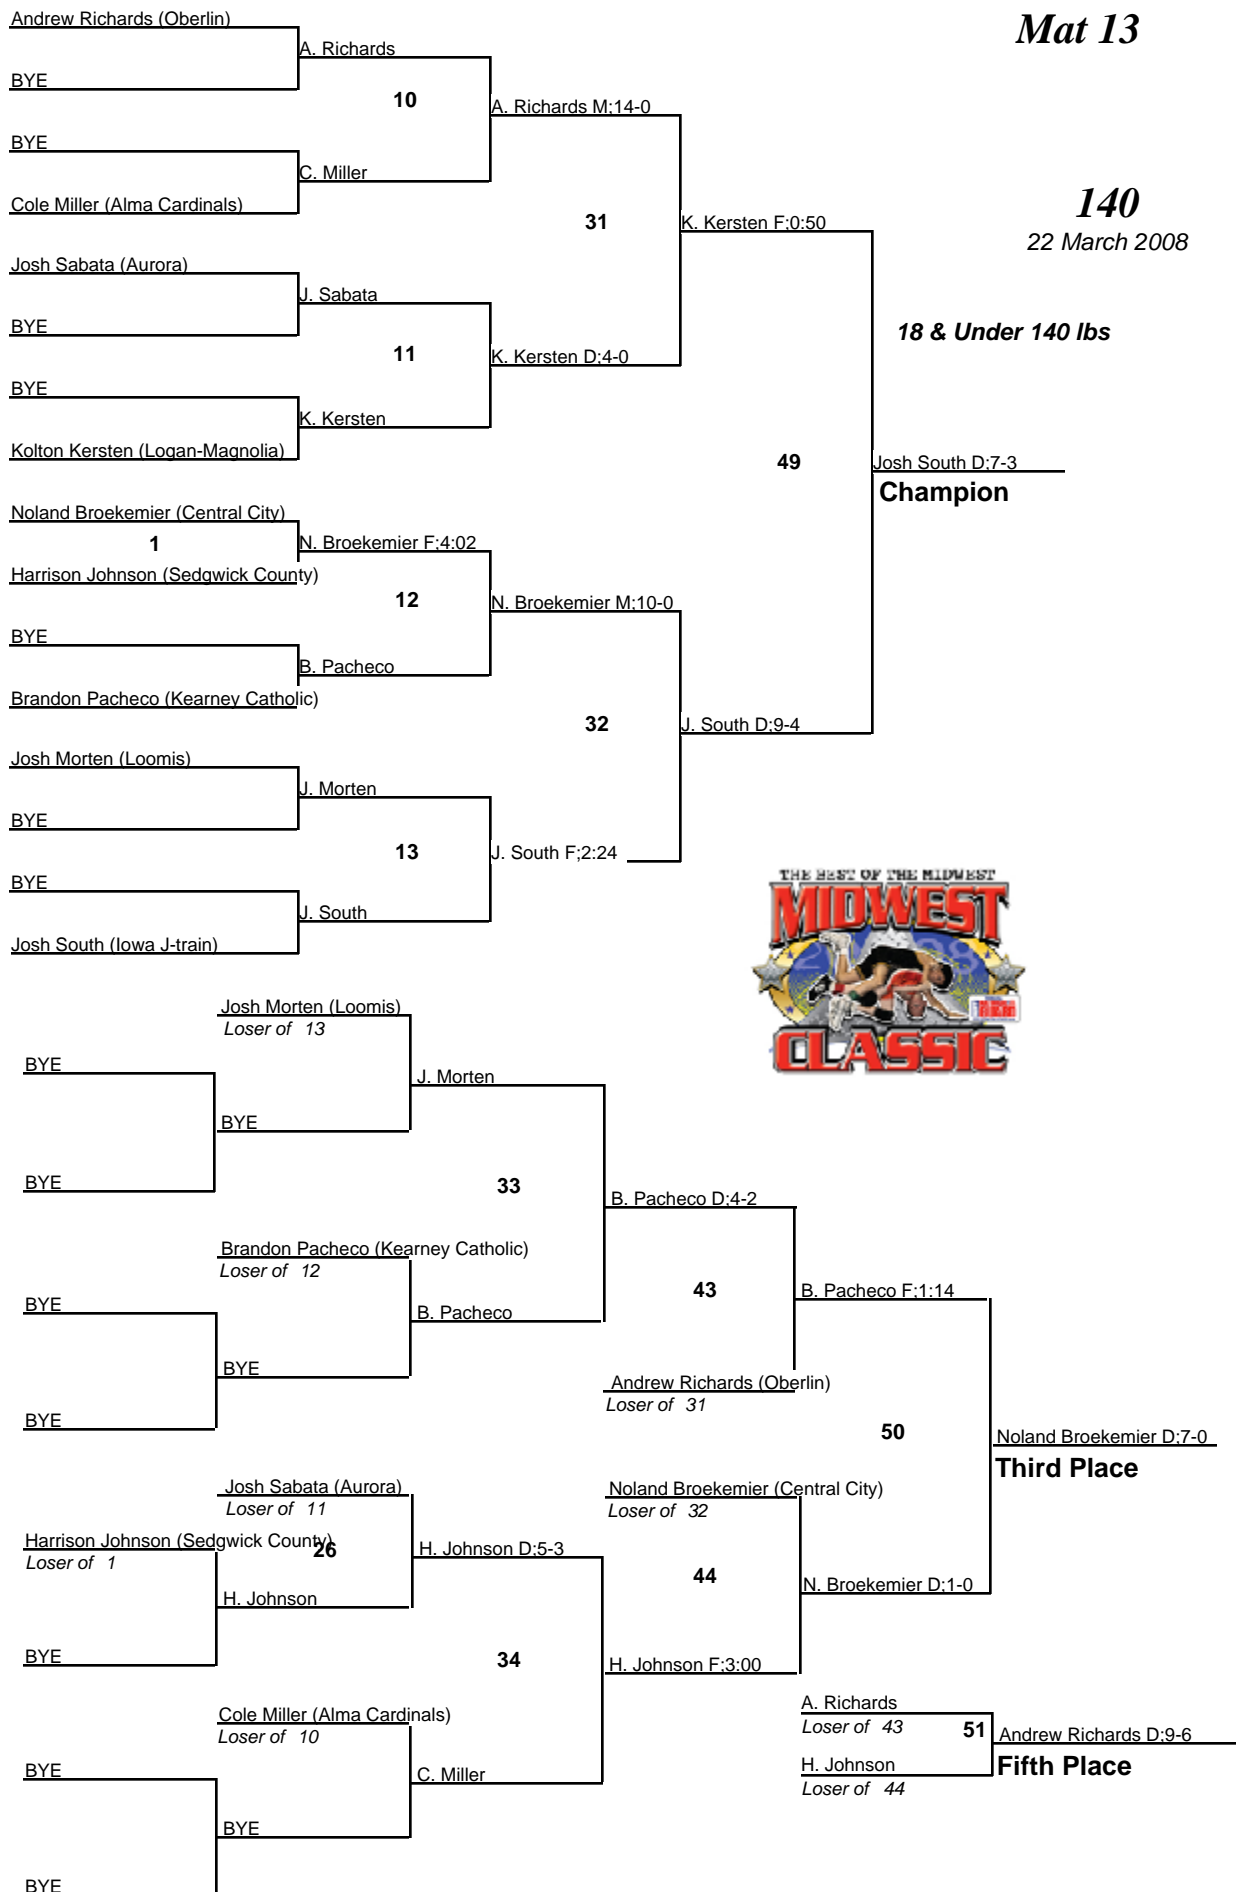 Mat 13
140
22 March 2008
18 & Under 140 lbs
Andrew Richards (Oberlin)
A. Richards
BYE
10
A. Richards M;14-0
BYE
C. Miller
Cole Miller (Alma Cardinals)
31
K. Kersten F;0:50
Josh Sabata (Aurora)
J. Sabata
BYE
11
K. Kersten D;4-0
BYE
K. Kersten
Kolton Kersten (Logan-Magnolia)
49
Josh South D;7-3
Champion
Noland Broekemier (Central City)
1
N. Broekemier F;4:02
Harrison Johnson (Sedgwick County)
12
N. Broekemier M;10-0
BYE
B. Pacheco
Brandon Pacheco (Kearney Catholic)
32
J. South D;9-4
Josh Morten (Loomis)
J. Morten
BYE
13
J. South F;2:24
BYE
J. South
Josh South (Iowa J-train)
THE BEST OF THE MIDWEST
MIDWEST
CLASSIC
Josh Morten (Loomis)
Loser of 13
BYE
J. Morten
BYE
BYE
33
B. Pacheco D;4-2
Brandon Pacheco (Kearney Catholic)
Loser of 12
BYE
B. Pacheco
43
B. Pacheco F;1:14
BYE
Andrew Richards (Oberlin)
Loser of 31
BYE
50
Noland Broekemier D;7-0
Third Place
Josh Sabata (Aurora)
Loser of 11
Noland Broekemier (Central City)
Loser of 32
Harrison Johnson (Sedgwick County)
Loser of 1
26
H. Johnson D;5-3
44
N. Broekemier D;1-0
H. Johnson
BYE
34
H. Johnson F;3:00
Cole Miller (Alma Cardinals)
Loser of 10
A. Richards
Loser of 43
51
Andrew Richards D;9-6
Fifth Place
H. Johnson
Loser of 44
BYE
C. Miller
BYE
BYE